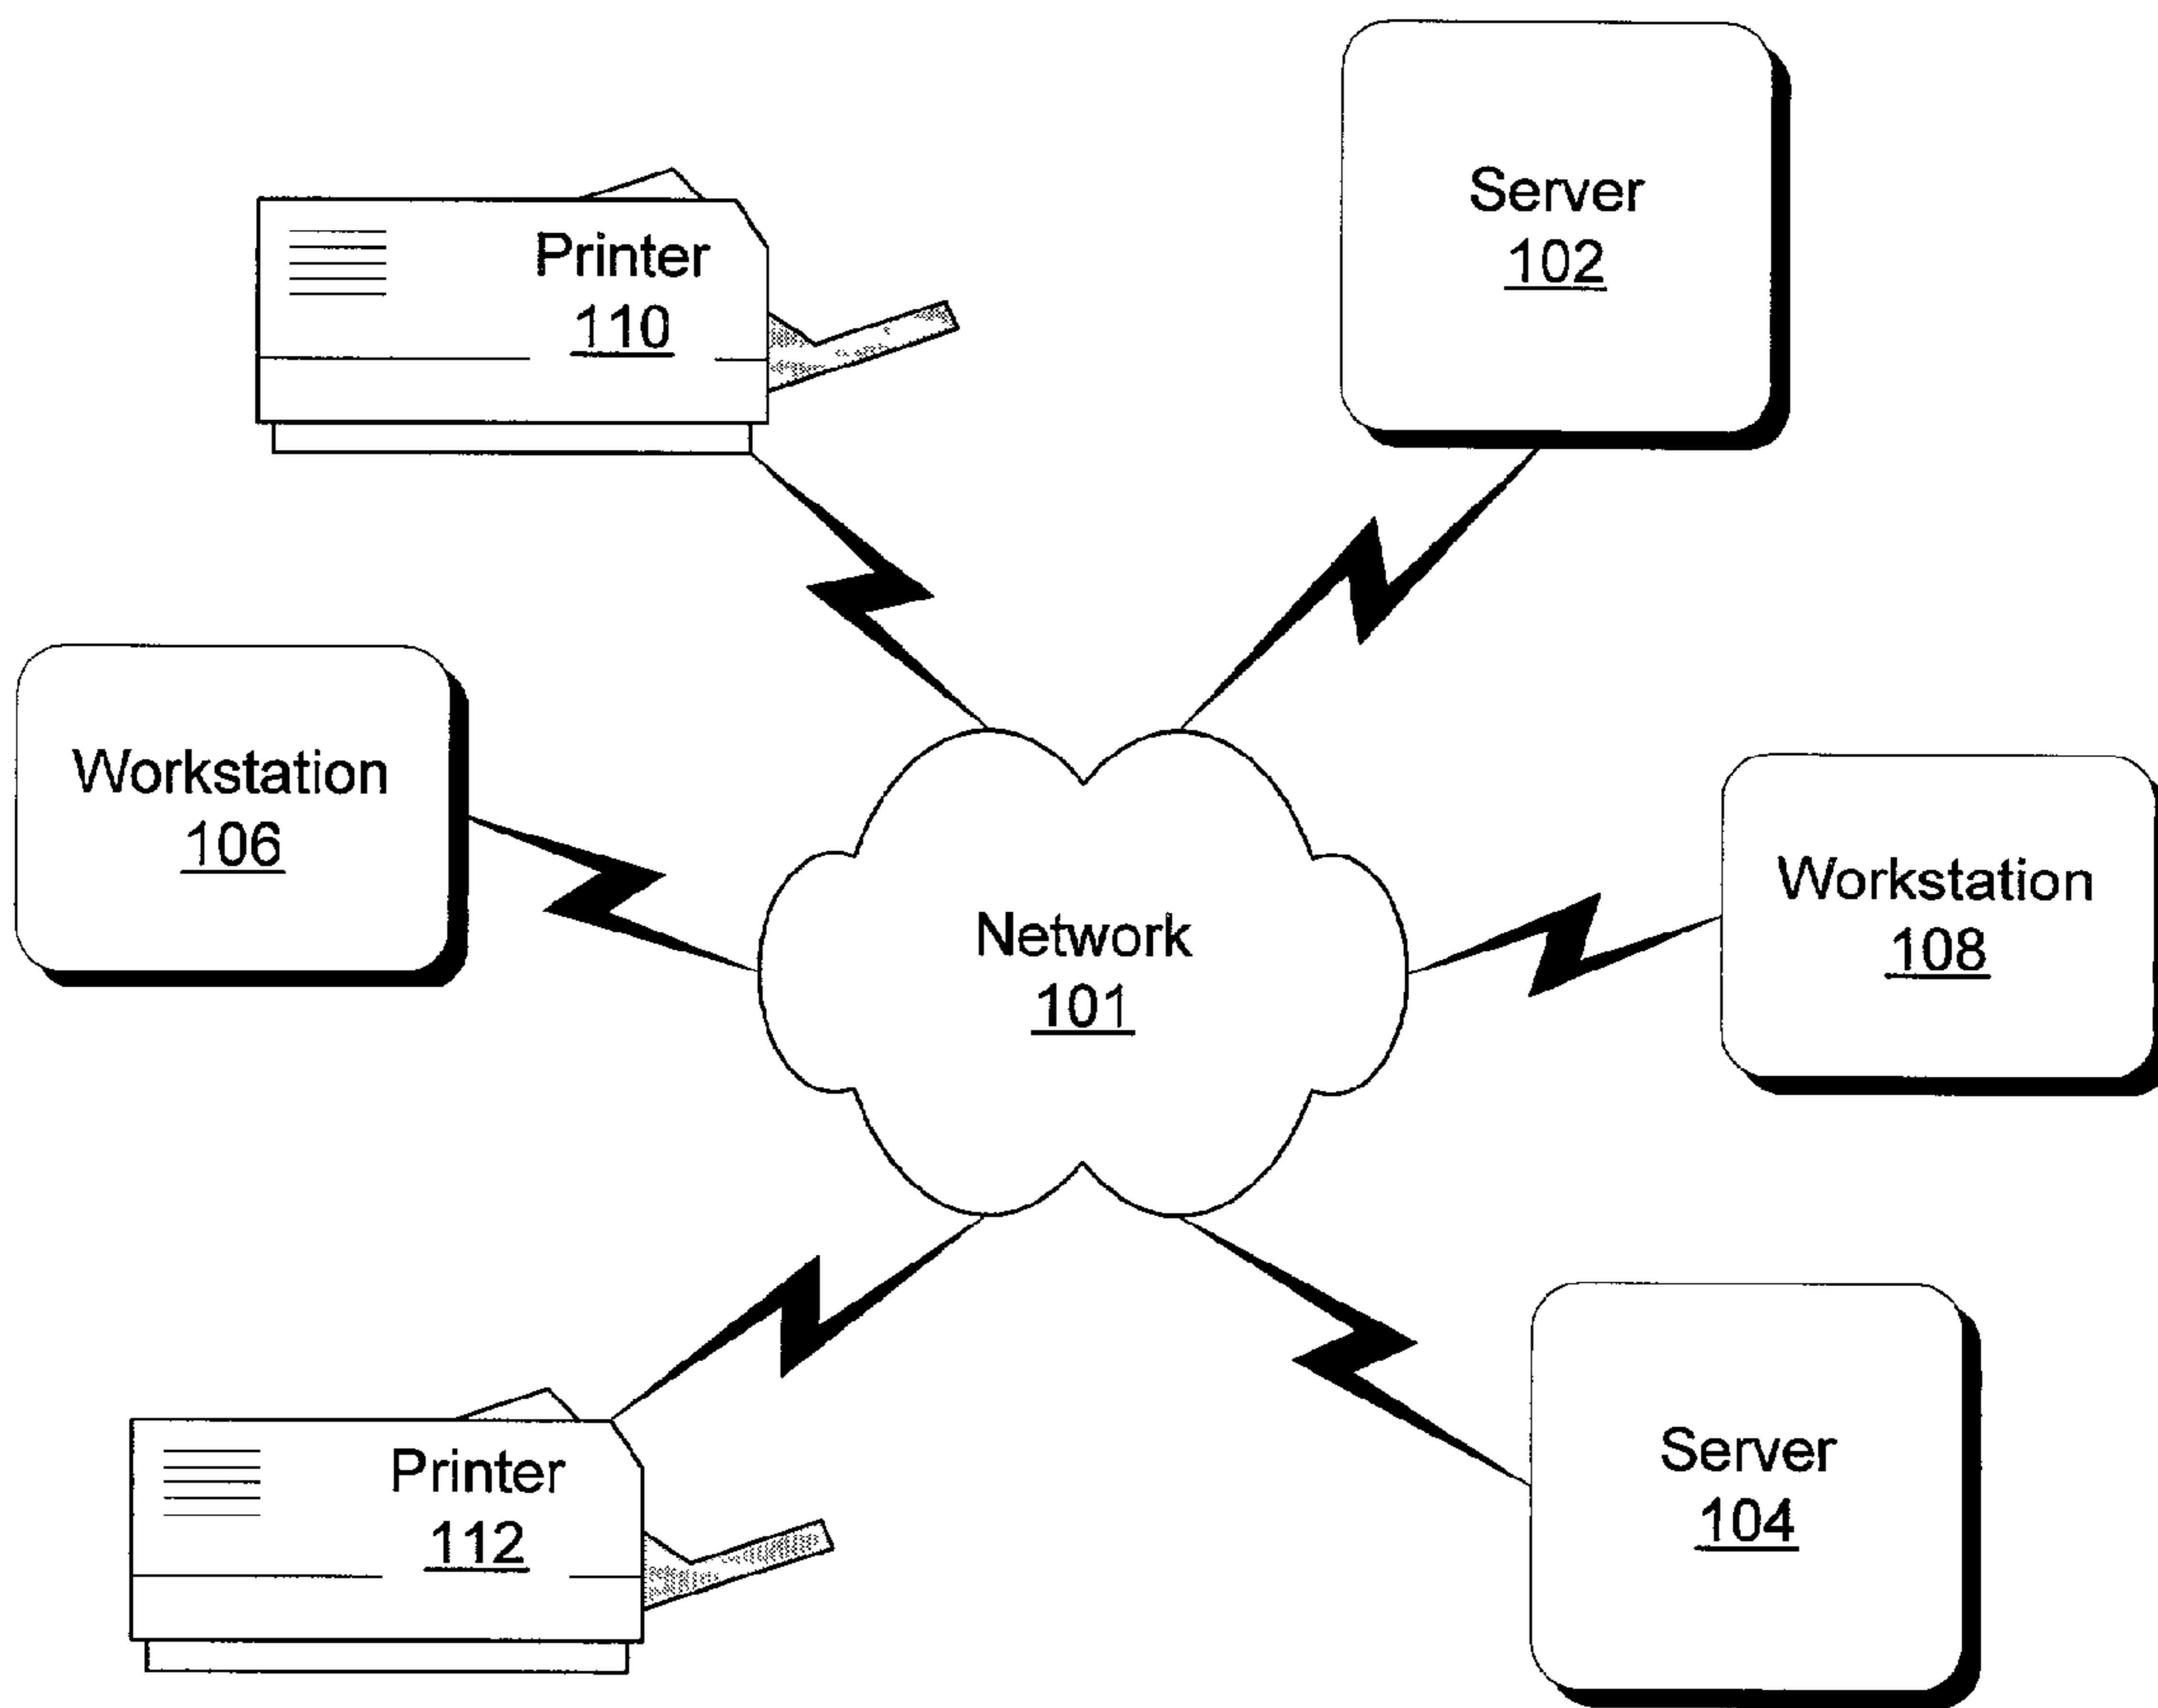 Server
102
Printer
110
Workstation
106
Workstation
108
Network
101
Server
104
Printer
112